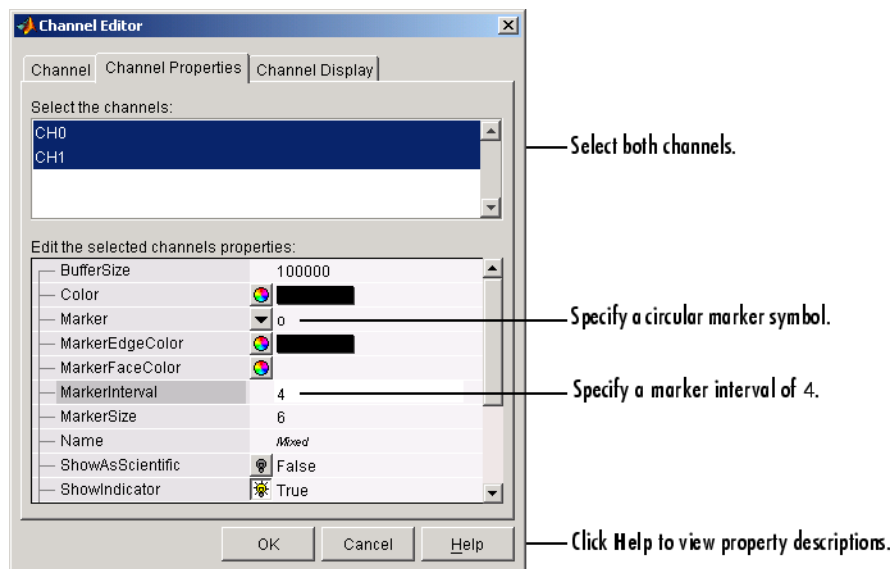 Channel Editor
Channel Channel Properties Channel Display
Select the channels:
CH0
CH1
Select both channels.
Edit the selected channels properties:
BufferSize 100000
Color
Marker o
Specify a circular marker symbol.
MarkerEdgeColor
MarkerFaceColor
MarkerInterval 4
Specify a marker interval of 4.
MarkerSize 6
Name Mixed
ShowAsScientific False
ShowIndicator True
OK Cancel Help
Click Help to view property descriptions.